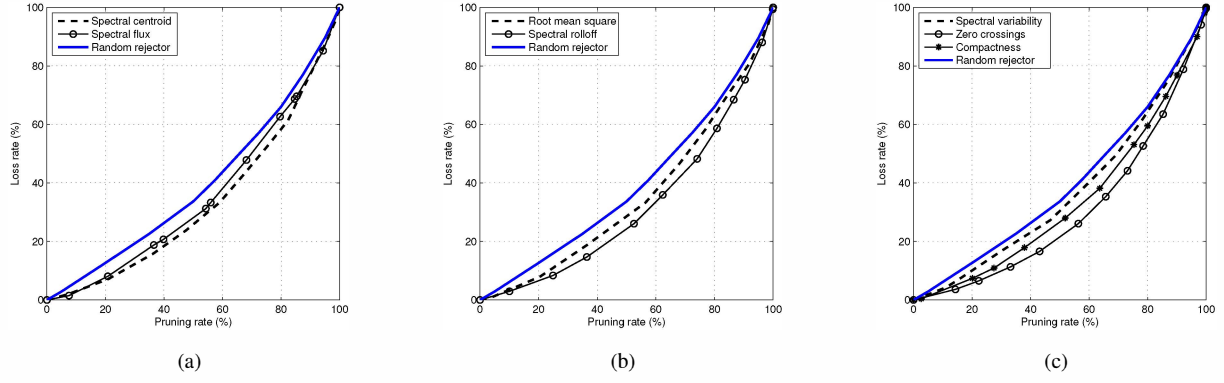 Spectral centroid
Spectral flux
Random rejector
100
80
60
40
20
0
Loss rate (%)
0 20 40 60 80 100
Pruning rate (%)
(a)
Root mean square
Spectral rolloff
Random rejector
100
80
60
40
20
0
Loss rate (%)
0 20 40 60 80 100
Pruning rate (%)
(b)
Spectral variability
Zero crossings
Compactness
Random rejector
100
80
60
40
20
0
Loss rate (%)
0 20 40 60 80 100
Pruning rate (%)
(c)